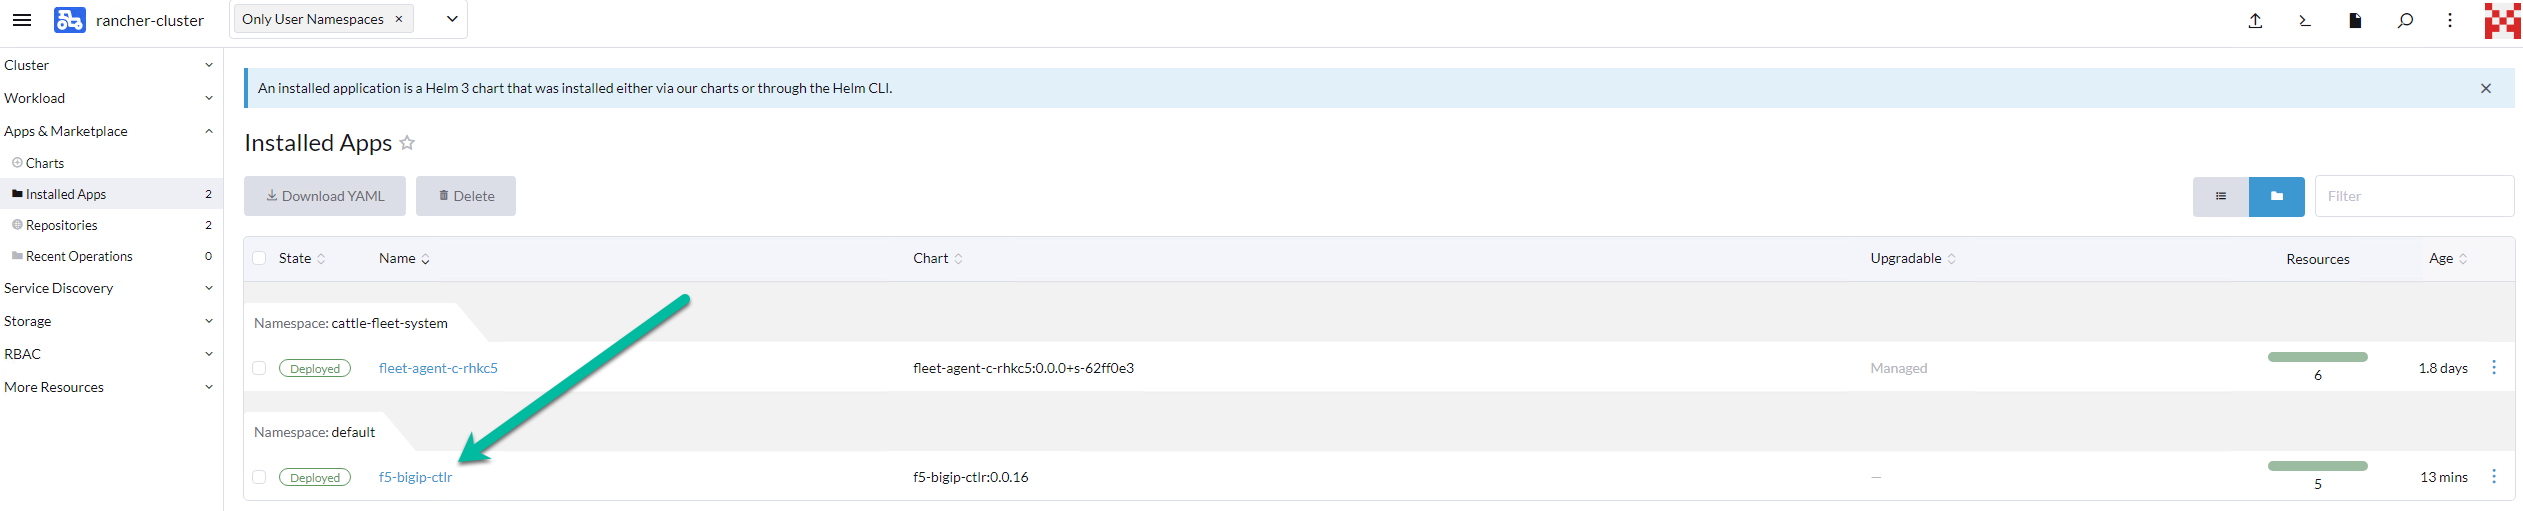 rancher-cluster
Only User Namespaces ×
Cluster
Workload
Apps & Marketplace
Charts
Installed Apps 2
Repositories 2
Recent Operations 0
Service Discovery
Storage
RBAC
More Resources
An installed application is a Helm 3 chart that was installed either via our charts or through the Helm CLI.
Installed Apps
Download YAML Delete
Filter
State Name Chart Upgradable Resources Age
Namespace: cattle-fleet-system
Deployed fleet-agent-c-rhkc5 fleet-agent-c-rhkc5:0.0.0+s-62ff0e3 Managed 6 1.8 days
Namespace: default
Deployed f5-bigip-ctlr f5-bigip-ctlr:0.0.16 — 5 13 mins